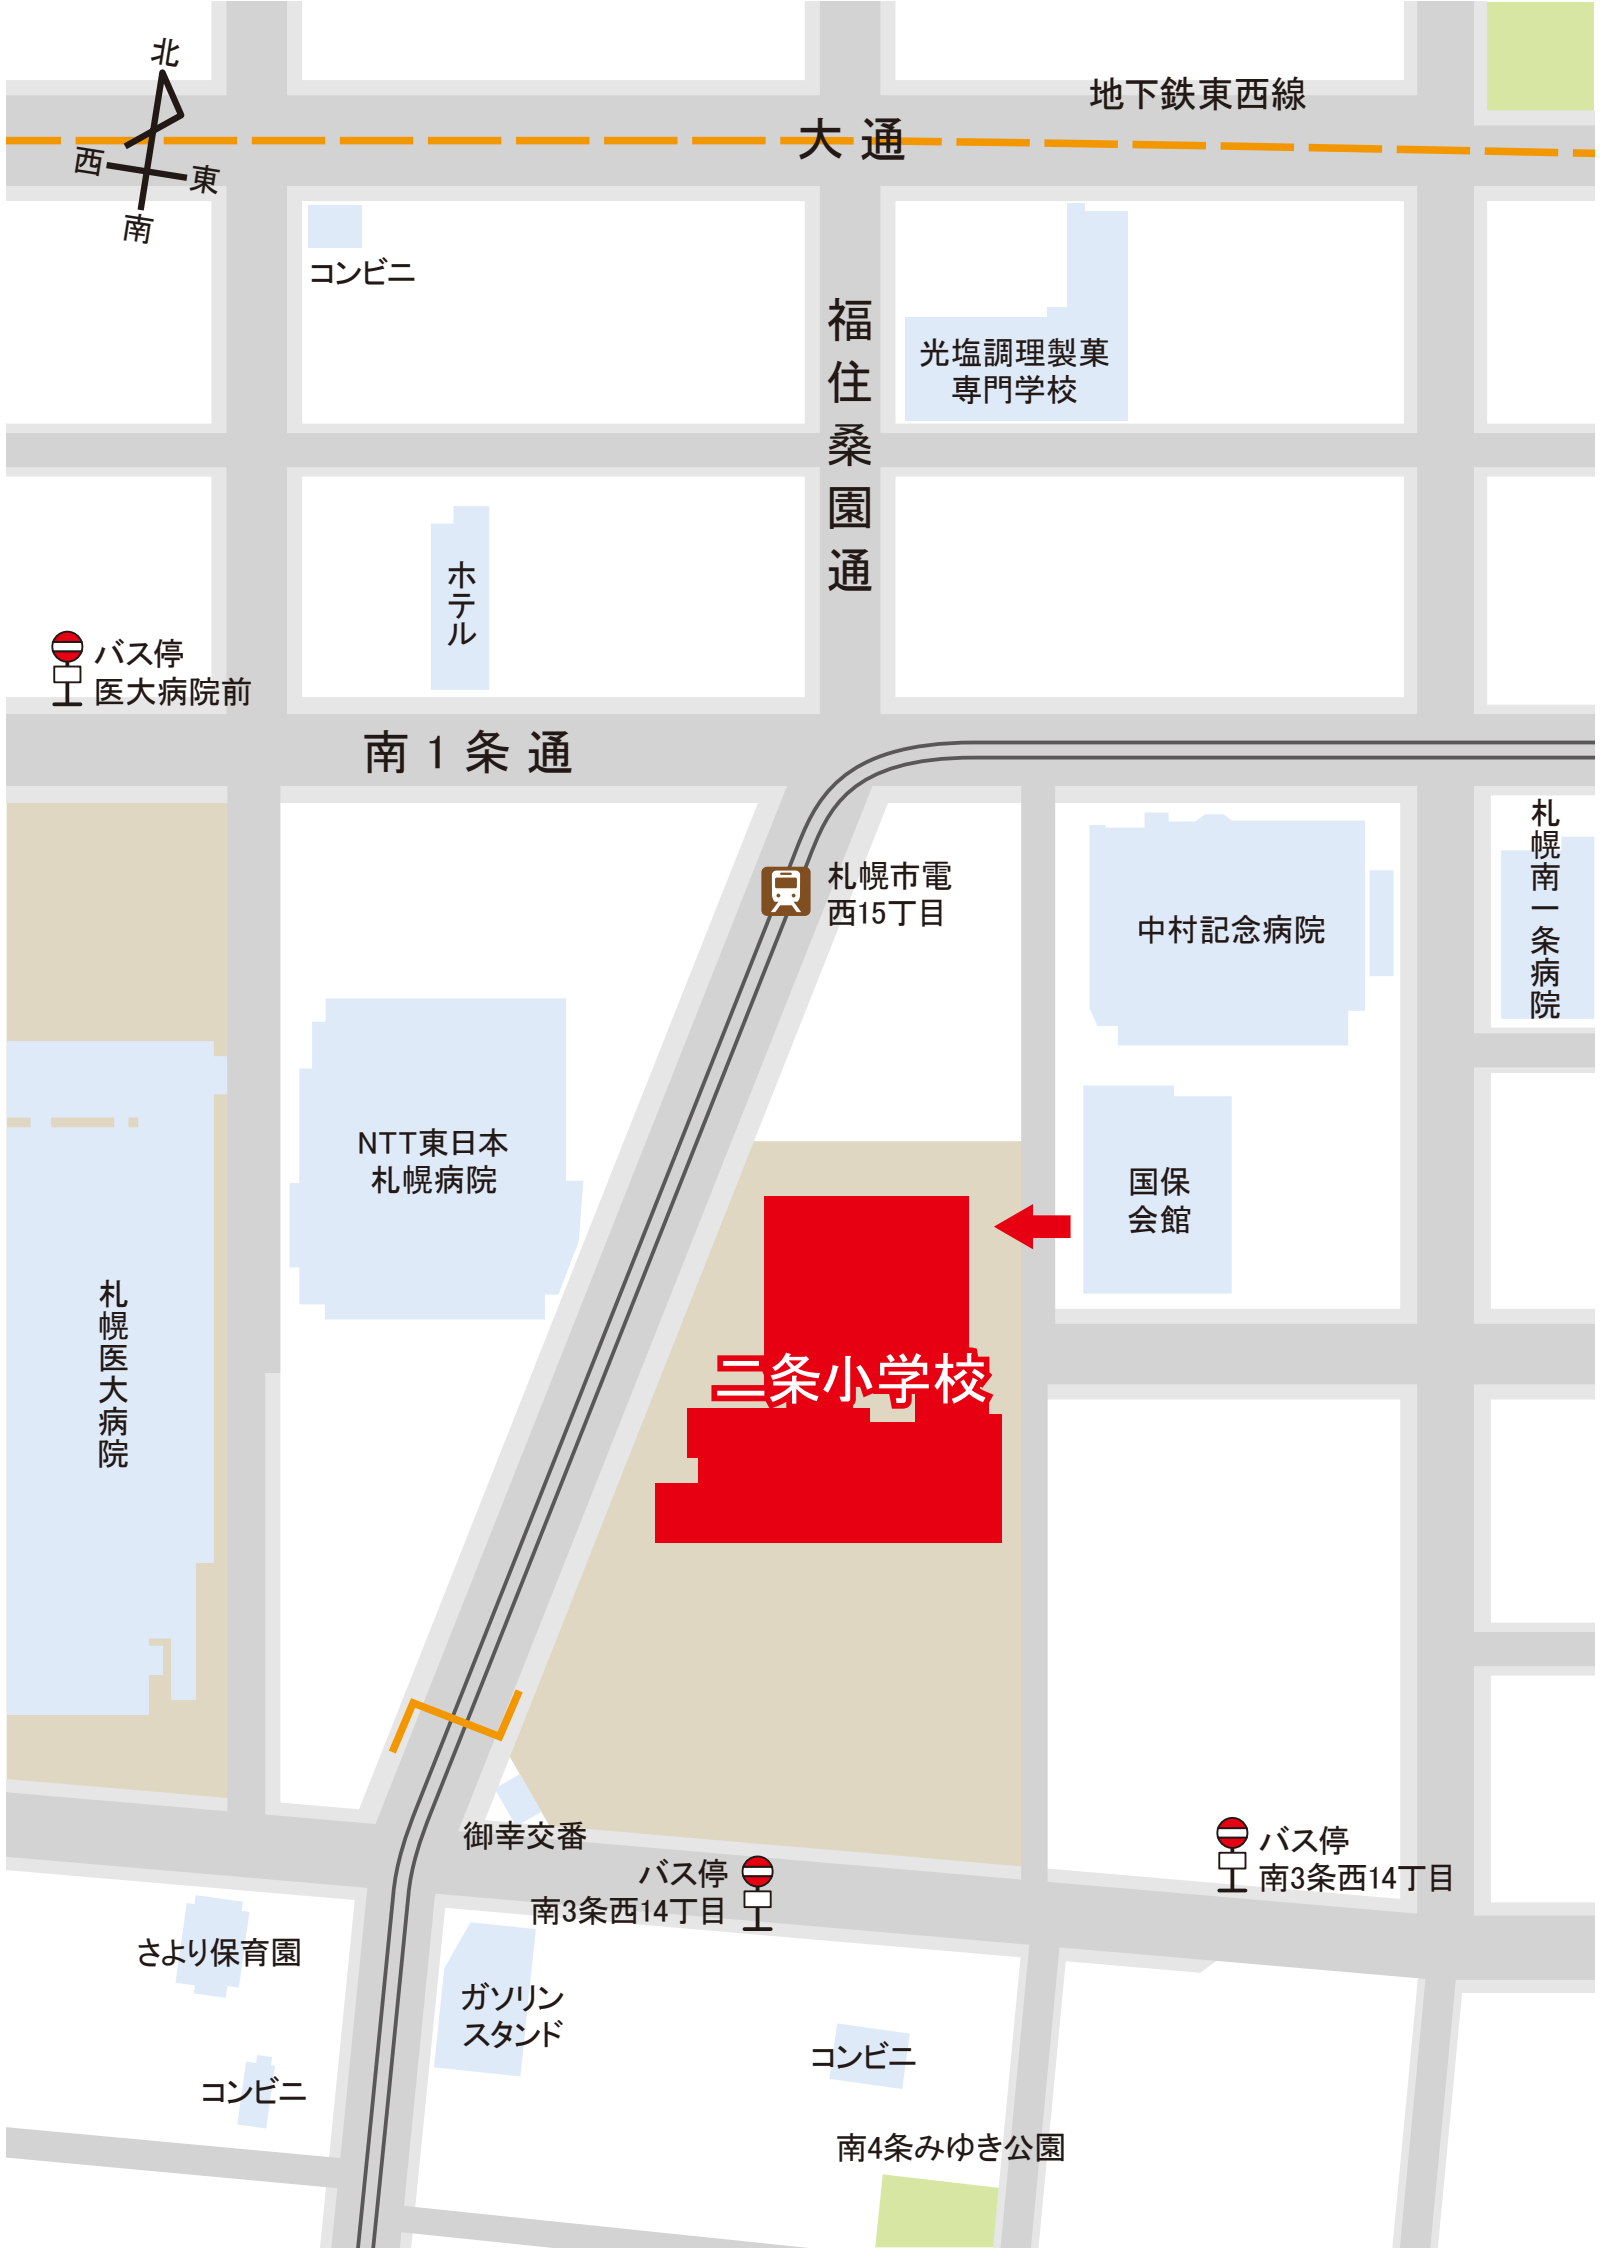 北
地下鉄東西線
大通
西
東
南
コンビニ
福住桑園通
光塩調理製菓
専門学校
ホテル
バス停
医大病院前
南1条通
札幌市電
西15丁目
中村記念病院
札幌南一条病院
NTT東日本
札幌病院
国保
会館
札幌医大病院
二条小学校
御幸交番
バス停
南3条西14丁目
バス停
南3条西14丁目
さより保育園
ガソリン
スタンド
コンビニ
コンビニ
南4条みゆき公園